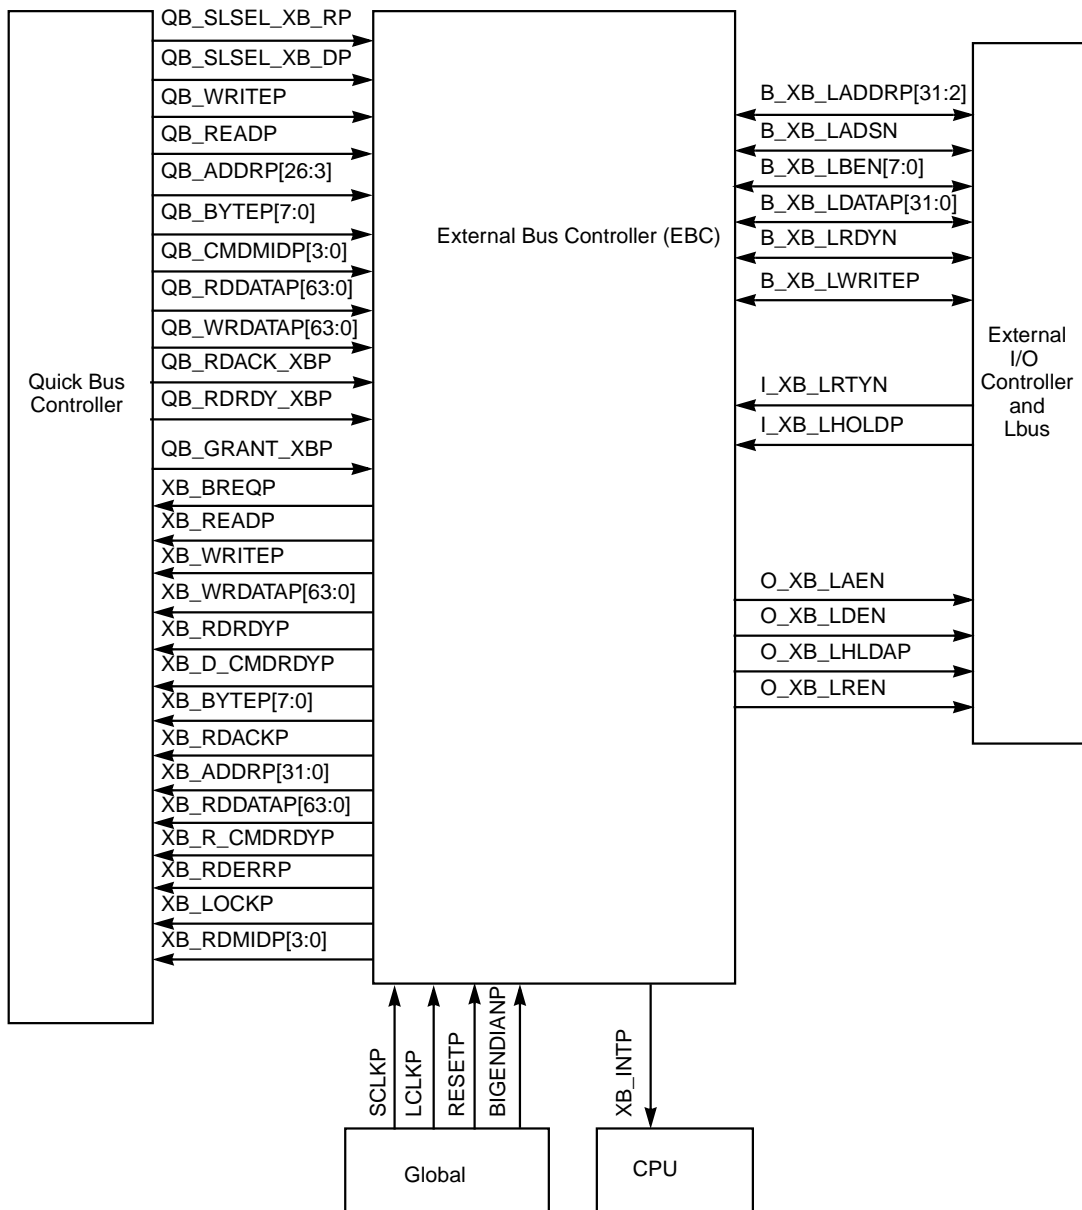 QB_SLSEL_XB_RP
QB_SLSEL_XB_DP
QB_WRITEP
QB_READP
QB_ADDRP[26:3]
QB_BYTEP[7:0]
QB_CMDMIDP[3:0]
QB_RDDATAP[63:0]
QB_WRDATAP[63:0]
QB_RDACK_XBP
QB_RDRDY_XBP
QB_GRANT_XBP
XB_BREQP
XB_READP
XB_WRITEP
XB_WRDATAP[63:0]
XB_RDRDYP
XB_D_CMDRDYP
XB_BYTEP[7:0]
XB_RDACKP
XB_ADDRP[31:0]
XB_RDDATAP[63:0]
XB_R_CMDRDYP
XB_RDERRP
XB_LOCKP
XB_RDMIDP[3:0]
Quick Bus
Controller
External Bus Controller (EBC)
B_XB_LADDRP[31:2]
B_XB_LADSN
B_XB_LBEN[7:0]
B_XB_LDATAP[31:0]
B_XB_LRDYN
B_XB_LWRITEP
I_XB_LRTYN
I_XB_LHOLDP
O_XB_LAEN
O_XB_LDEN
O_XB_LHLDAP
O_XB_LREN
External
I/O
Controller
and
Lbus
SCLKP
LCLKP
RESETP
BIGENDIANP
XB_INTP
Global
CPU